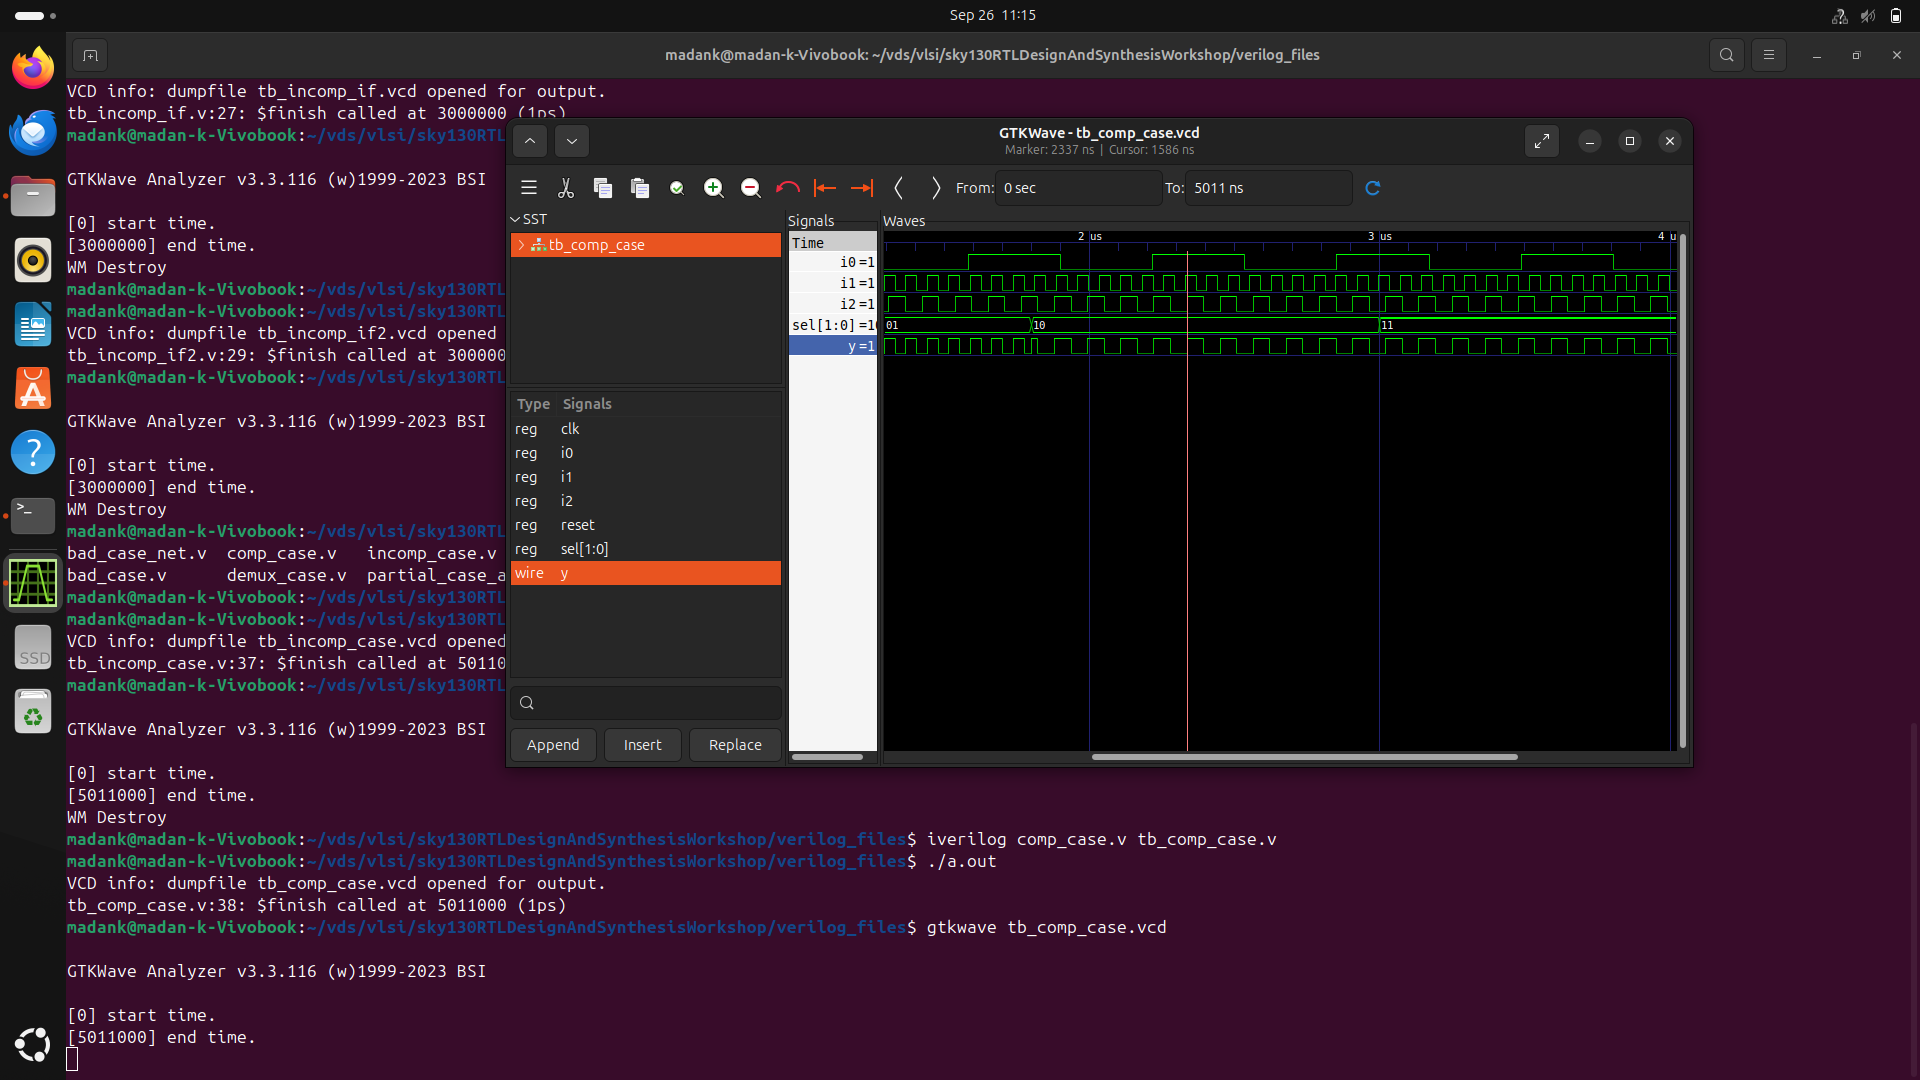 Sep 26 11:15
madank@madan-k-Vivobook: ~/vds/vlsi/sky130RTLDesignAndSynthesisWorkshop/verilog_files
VCD info: dumpfile tb_incomp_if.vcd opened for output.
tb_incomp_if.v:27: $finish called at 3000000 (1ps)
madank@madan-k-Vivobook:~/vds/vlsi/sky130RTL
GTKWave Analyzer v3.3.116 (w)1999-2023 BSI
[0] start time.
[3000000] end time.
WM Destroy
madank@madan-k-Vivobook:~/vds/vlsi/sky130RTL
madank@madan-k-Vivobook:~/vds/vlsi/sky130RTL
VCD info: dumpfile tb_incomp_if2.vcd opened
tb_incomp_if2.v:29: $finish called at 300000
madank@madan-k-Vivobook:~/vds/vlsi/sky130RTL
GTKWave Analyzer v3.3.116 (w)1999-2023 BSI
[0] start time.
[3000000] end time.
WM Destroy
madank@madan-k-Vivobook:~/vds/vlsi/sky130RTL
bad_case_net.v comp_case.v incomp_case.v
bad_case.v demux_case.v partial_case_a
madank@madan-k-Vivobook:~/vds/vlsi/sky130RTL
madank@madan-k-Vivobook:~/vds/vlsi/sky130RTL
VCD info: dumpfile tb_incomp_case.vcd opened
tb_incomp_case.v:37: $finish called at 50110
madank@madan-k-Vivobook:~/vds/vlsi/sky130RTL
GTKWave Analyzer v3.3.116 (w)1999-2023 BSI
[0] start time.
[5011000] end time.
WM Destroy
madank@madan-k-Vivobook:~/vds/vlsi/sky130RTLDesignAndSynthesisWorkshop/verilog_files$ iverilog comp_case.v tb_comp_case.v
madank@madan-k-Vivobook:~/vds/vlsi/sky130RTLDesignAndSynthesisWorkshop/verilog_files$ ./a.out
VCD info: dumpfile tb_comp_case.vcd opened for output.
tb_comp_case.v:38: $finish called at 5011000 (1ps)
madank@madan-k-Vivobook:~/vds/vlsi/sky130RTLDesignAndSynthesisWorkshop/verilog_files$ gtkwave tb_comp_case.vcd
GTKWave Analyzer v3.3.116 (w)1999-2023 BSI
[0] start time.
[5011000] end time.
GTKWave - tb_comp_case.vcd
Marker: 2337 ns | Cursor: 1586 ns
From: 0 sec To: 5011 ns
SST
tb_comp_case
Type Signals
reg clk
reg i0
reg i1
reg i2
reg reset
reg sel[1:0]
wire y
Append Insert Replace
Signals
Time
i0 =1
i1 =1
i2 =1
sel[1:0] =10
y =1
Waves
2 us 3 us 4 u
01 10 11
SSD